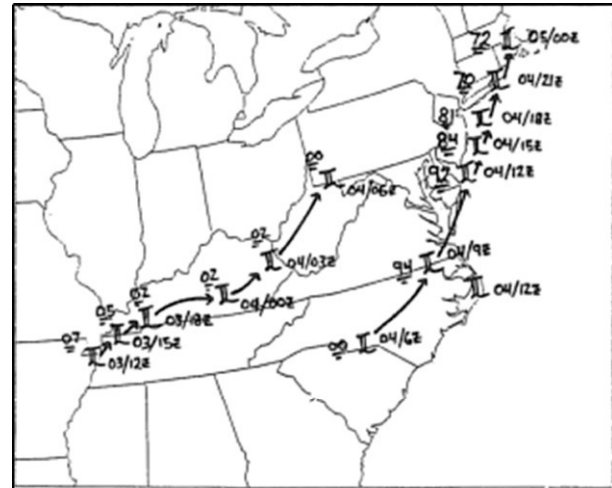 72 L 05/00Z
70 L 04/21Z
81 L 04/18Z
84 L 04/15Z
92 L 04/12Z
00 L 04/06Z
02 L 04/03Z
94 L 04/9Z
02 L 04/00Z
L 04/12Z
05 02 L 03/18Z
07 L 03/15Z
L 03/12Z
00 L 04/6Z